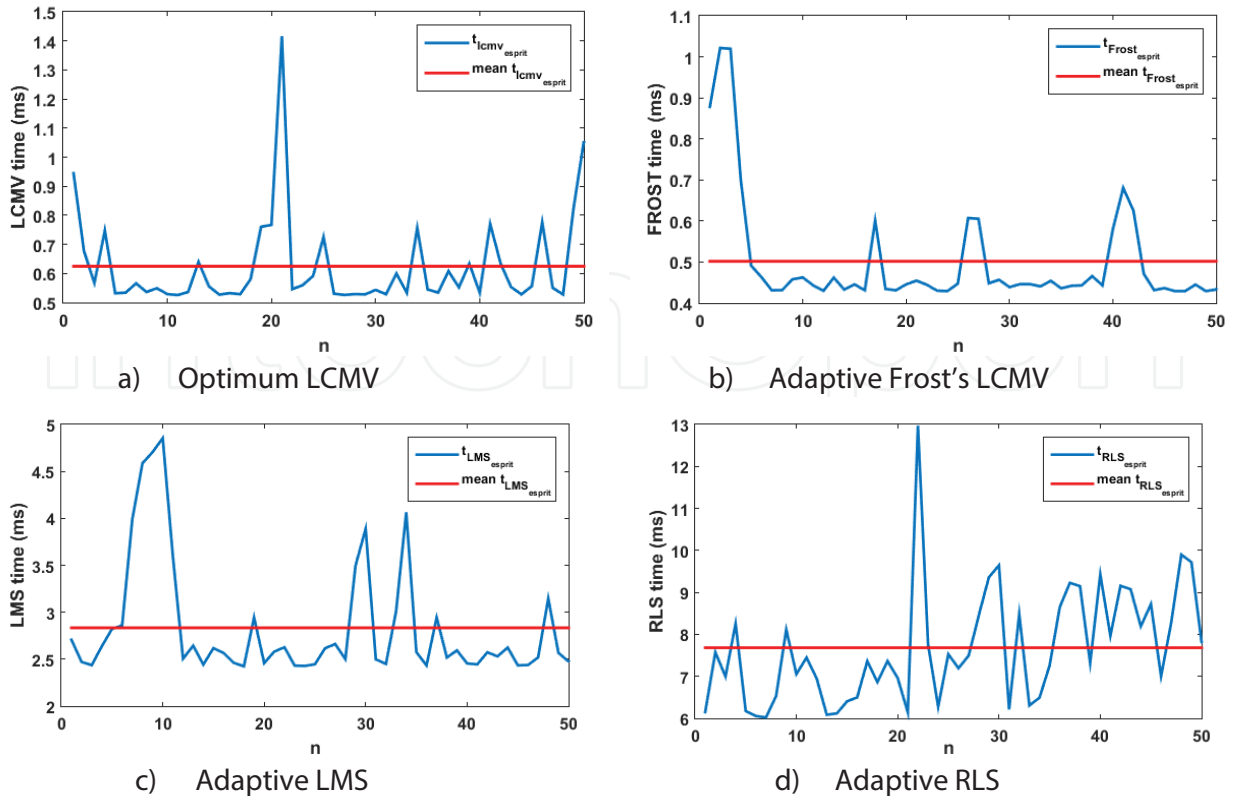 1.5
1.4
1.3
1.2
1.1
1
0.9
0.8
0.7
0.6
0.5
LCMV time (ms)
0 10 20 30 40 50
n
t_lcmv_esprit
mean t_lcmv_esprit
a) Optimum LCMV
1.1
1
0.9
0.8
0.7
0.6
0.5
0.4
FROST time (ms)
0 10 20 30 40 50
n
t_Frost_esprit
mean t_Frost_esprit
b) Adaptive Frost’s LCMV
intechopen
5
4.5
4
3.5
3
2.5
2
LMS time (ms)
0 10 20 30 40 50
n
t_LMS_esprit
mean t_LMS_esprit
c) Adaptive LMS
13
12
11
10
9
8
7
6
RLS time (ms)
0 10 20 30 40 50
n
t_RLS_esprit
mean t_RLS_esprit
d) Adaptive RLS